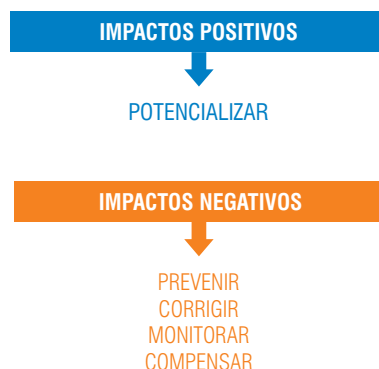 IMPACTOS POSITIVOS
POTENCIALIZAR
IMPACTOS NEGATIVOS
PREVENIR
CORRIGIR
MONITORAR
COMPENSAR